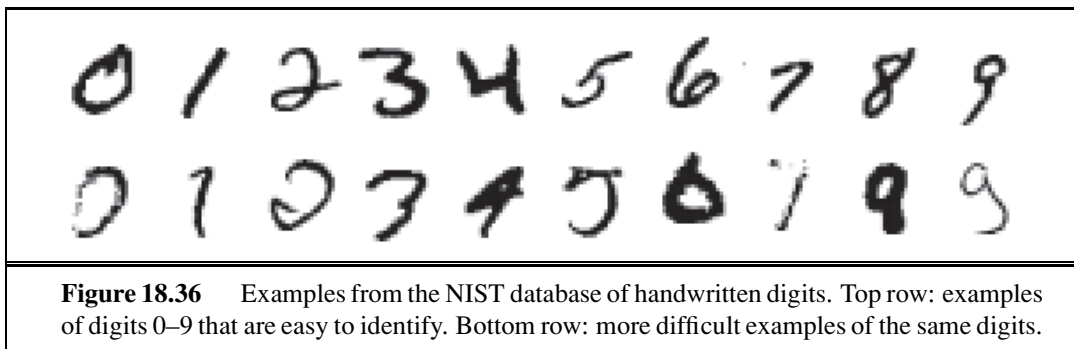 0 1 2 3 4 5 6 7 8 9
0 1 2 3 4 5 6 7 8 9
Figure 18.36 Examples from the NIST database of handwritten digits. Top row: examples
of digits 0–9 that are easy to identify. Bottom row: more difficult examples of the same digits.